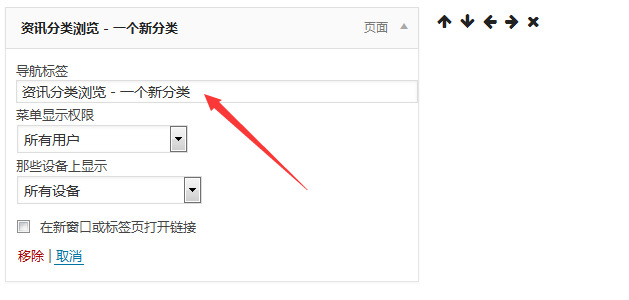 资讯分类浏览 - 一个新分类 页面
导航标签
资讯分类浏览 - 一个新分类
菜单显示权限
所有用户
那些设备上显示
所有设备
在新窗口或标签页打开链接
移除 | 取消